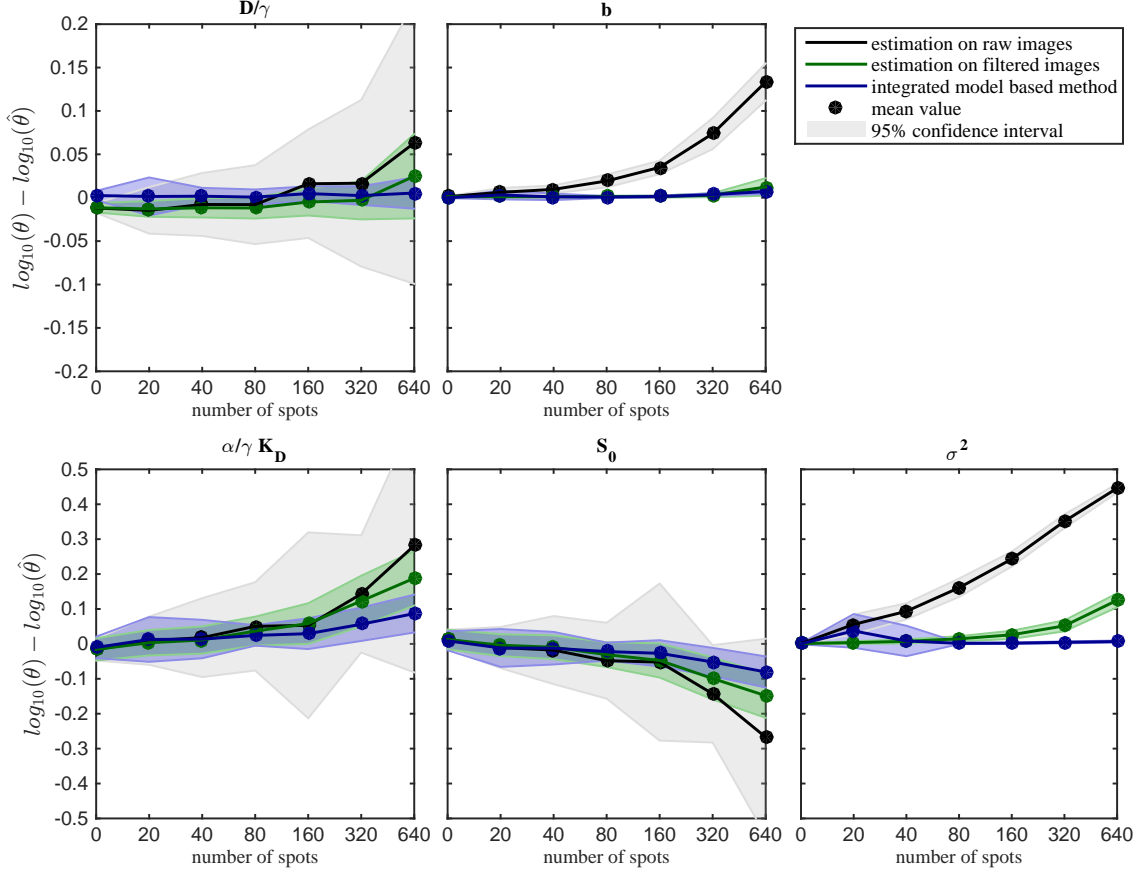 D/γ
b
0.2
0.15
0.1
0.05
0
-0.05
-0.1
-0.15
-0.2
log₁₀(θ) − log₁₀(θ̂)
0 20 40 80 160 320 640
number of spots
0 20 40 80 160 320 640
number of spots
estimation on raw images
estimation on filtered images
integrated model based method
mean value
95% confidence interval
α/γ K_D
S₀
σ²
0.5
0.4
0.3
0.2
0.1
0
-0.1
-0.2
-0.3
-0.4
-0.5
log₁₀(θ) − log₁₀(θ̂)
0 20 40 80 160 320 640
number of spots
0 20 40 80 160 320 640
number of spots
0 20 40 80 160 320 640
number of spots